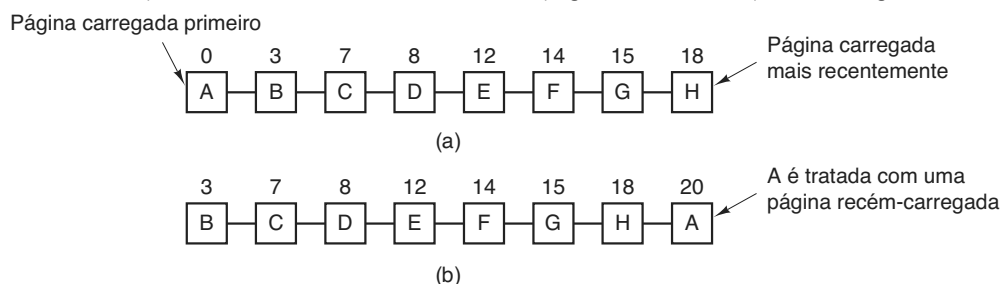 Página carregada primeiro
0 3 7 8 12 14 15 18
A B C D E F G H
Página carregada
mais recentemente
(a)
3 7 8 12 14 15 18 20
B C D E F G H A
A é tratada com uma
página recém-carregada
(b)